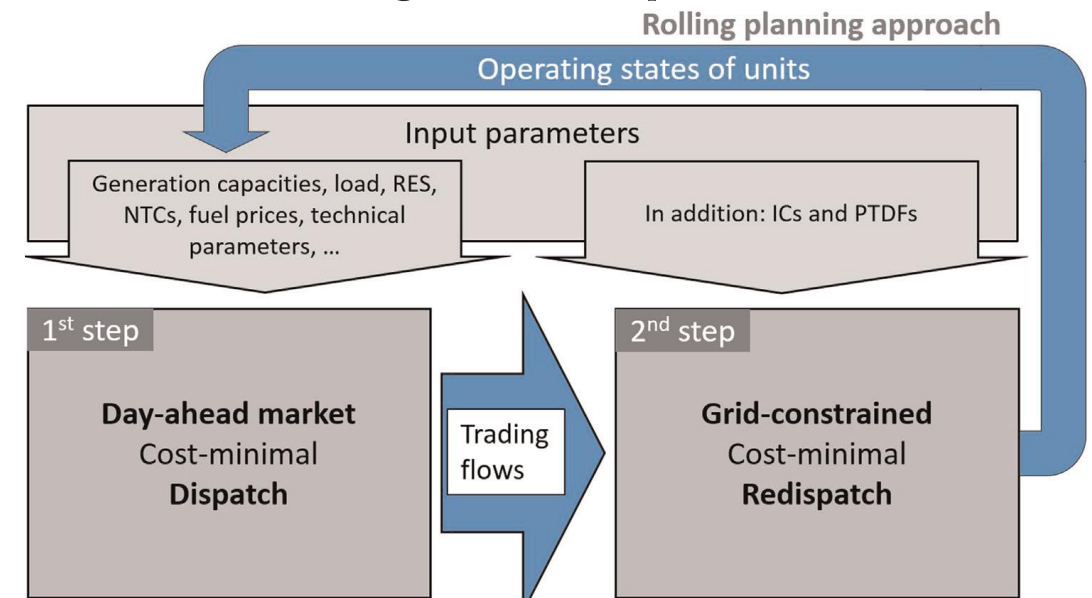 Rolling planning approach
Operating states of units
Input parameters
Generation capacities, load, RES,
NTCs, fuel prices, technical
parameters, ...
In addition: ICs and PTDFs
1st step
Day-ahead market
Cost-minimal
Dispatch
Trading
flows
2nd step
Grid-constrained
Cost-minimal
Redispatch